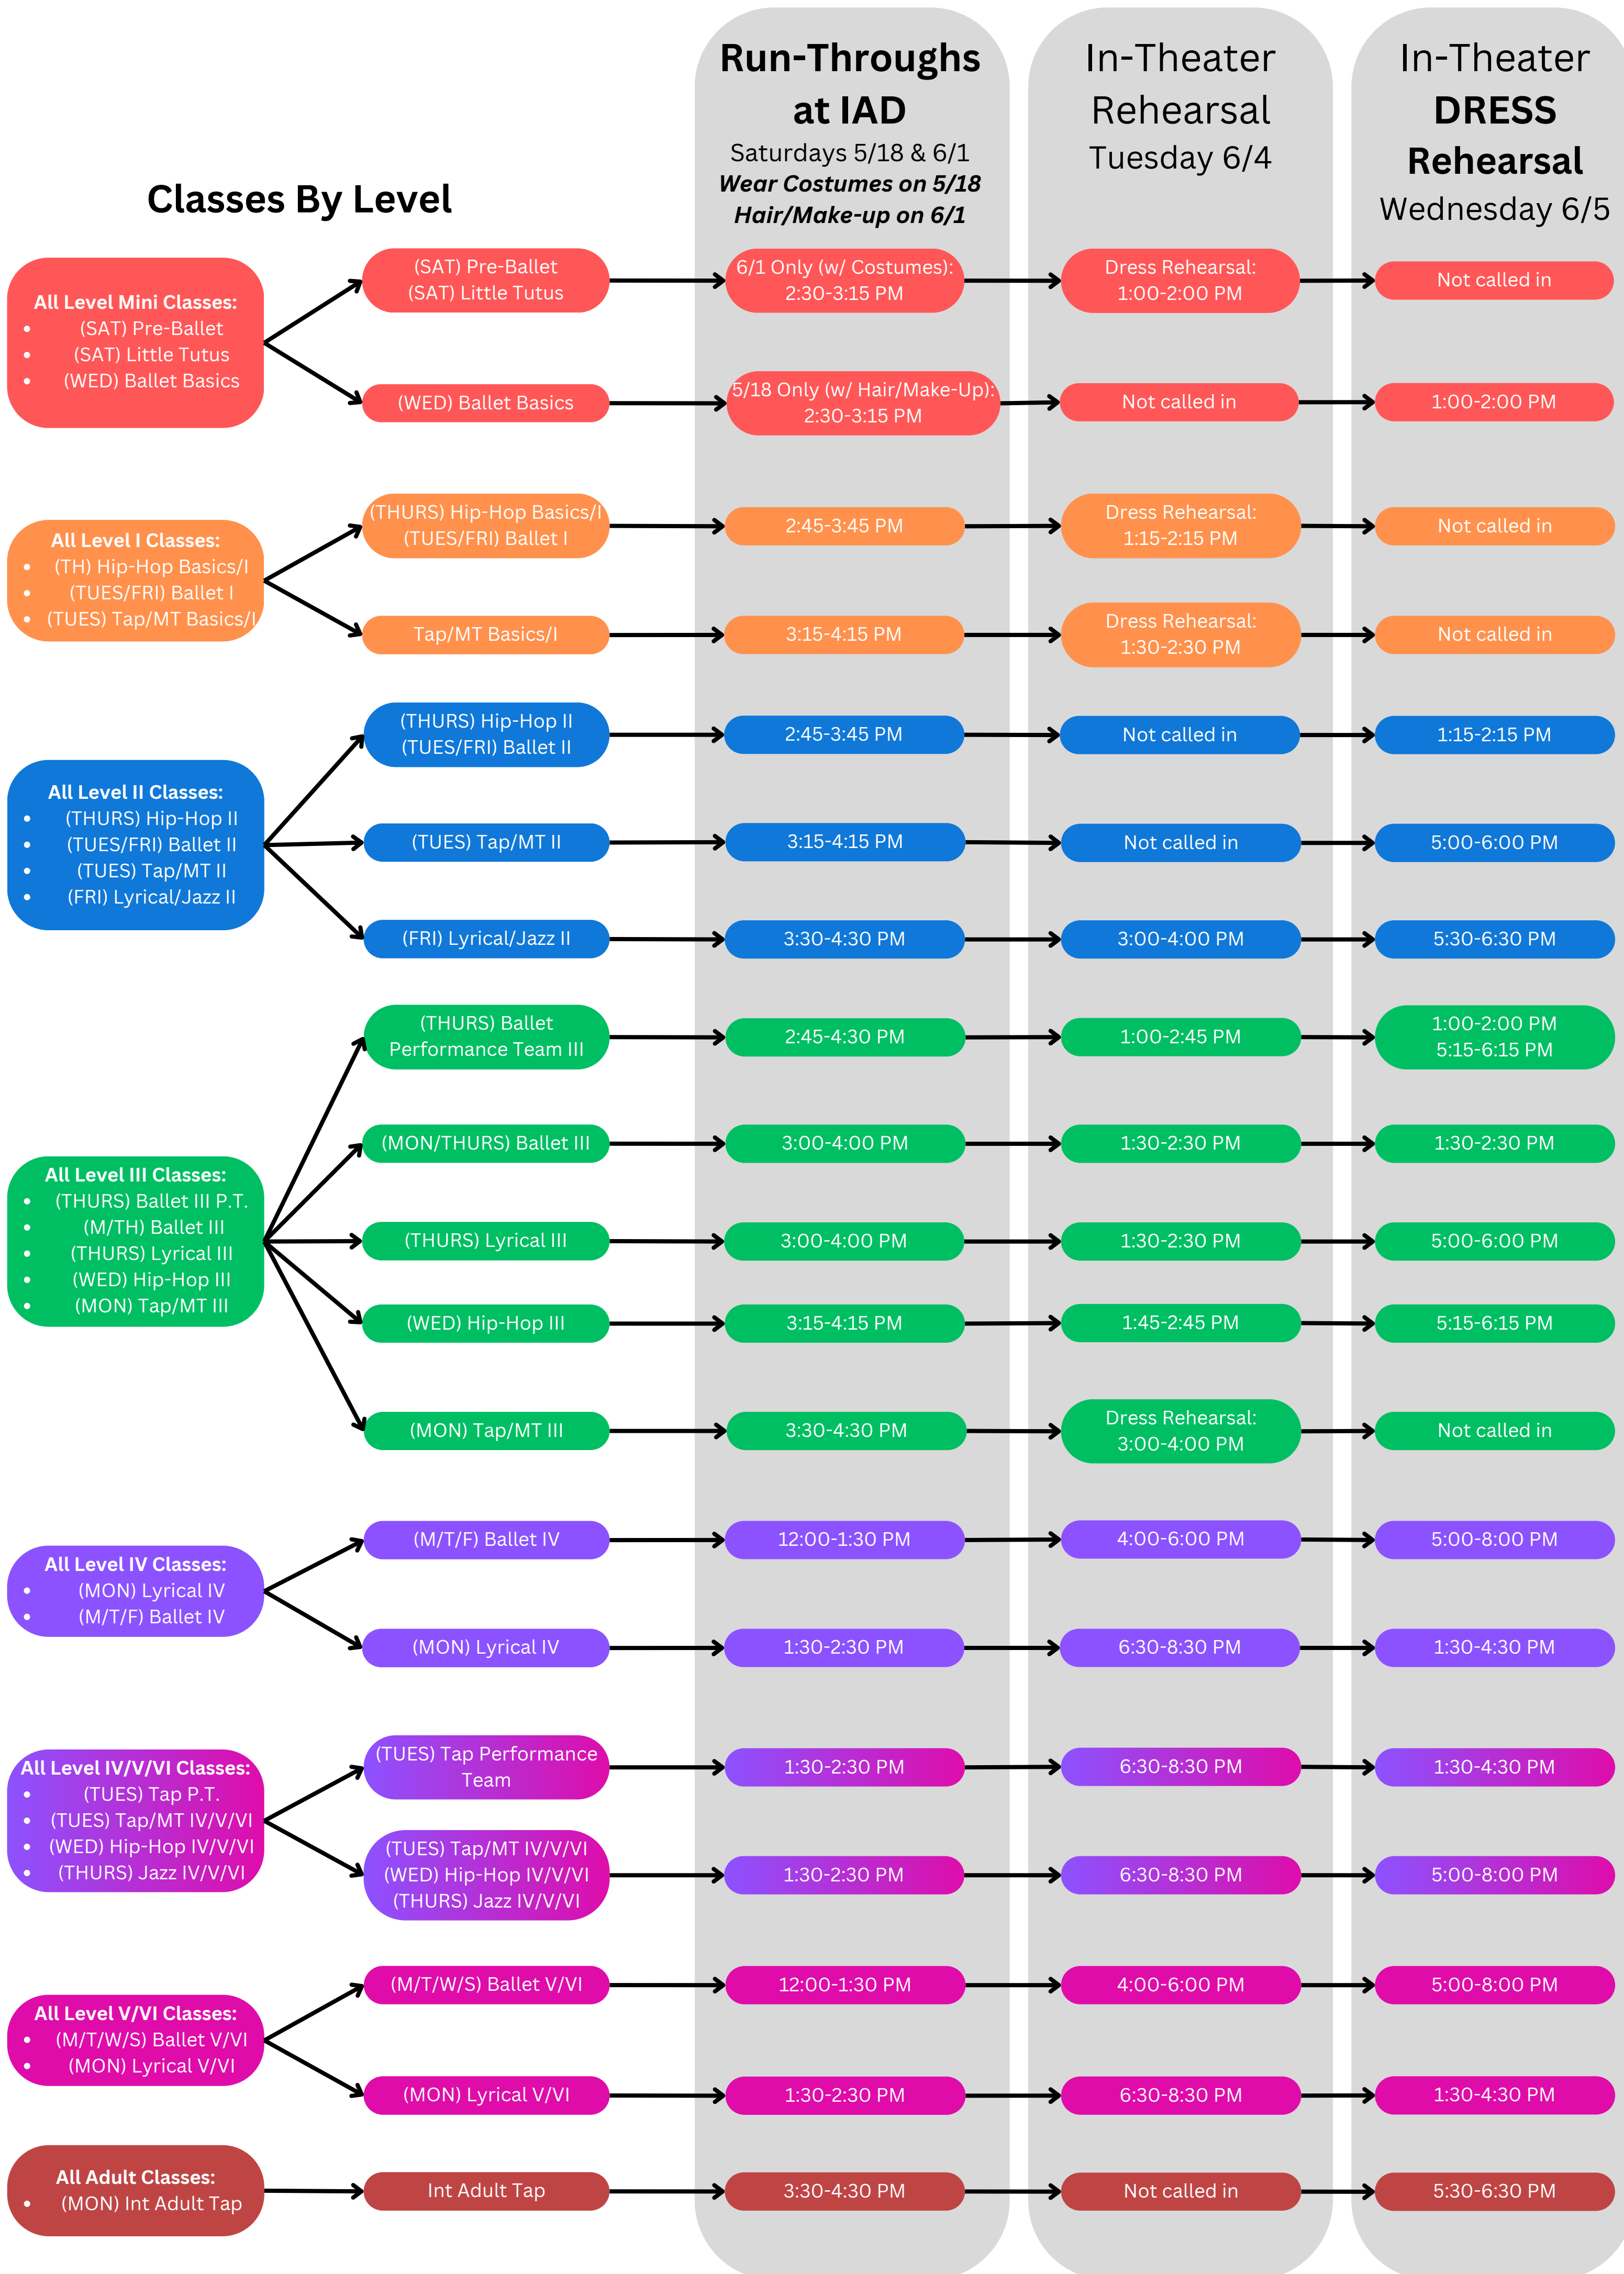 Run-Throughs
at IAD
Saturdays 5/18 & 6/1
Wear Costumes on 5/18
Hair/Make-up on 6/1
In-Theater
Rehearsal
Tuesday 6/4
In-Theater
DRESS
Rehearsal
Wednesday 6/5
Classes By Level
All Level Mini Classes:
• (SAT) Pre-Ballet
• (SAT) Little Tutus
• (WED) Ballet Basics
(SAT) Pre-Ballet
(SAT) Little Tutus
6/1 Only (w/ Costumes):
2:30-3:15 PM
Dress Rehearsal:
1:00-2:00 PM
Not called in
(WED) Ballet Basics
5/18 Only (w/ Hair/Make-Up):
2:30-3:15 PM
Not called in
1:00-2:00 PM
All Level I Classes:
• (TH) Hip-Hop Basics/I
• (TUES/FRI) Ballet I
• (TUES) Tap/MT Basics/I
(THURS) Hip-Hop Basics/I
(TUES/FRI) Ballet I
2:45-3:45 PM
Dress Rehearsal:
1:15-2:15 PM
Not called in
Tap/MT Basics/I
3:15-4:15 PM
Dress Rehearsal:
1:30-2:30 PM
Not called in
All Level II Classes:
• (THURS) Hip-Hop II
• (TUES/FRI) Ballet II
• (TUES) Tap/MT II
• (FRI) Lyrical/Jazz II
(THURS) Hip-Hop II
(TUES/FRI) Ballet II
2:45-3:45 PM
Not called in
1:15-2:15 PM
(TUES) Tap/MT II
3:15-4:15 PM
Not called in
5:00-6:00 PM
(FRI) Lyrical/Jazz II
3:30-4:30 PM
3:00-4:00 PM
5:30-6:30 PM
All Level III Classes:
• (THURS) Ballet III P.T.
• (M/TH) Ballet III
• (THURS) Lyrical III
• (WED) Hip-Hop III
• (MON) Tap/MT III
(THURS) Ballet
Performance Team III
2:45-4:30 PM
1:00-2:45 PM
1:00-2:00 PM
5:15-6:15 PM
(MON/THURS) Ballet III
3:00-4:00 PM
1:30-2:30 PM
1:30-2:30 PM
(THURS) Lyrical III
3:00-4:00 PM
1:30-2:30 PM
5:00-6:00 PM
(WED) Hip-Hop III
3:15-4:15 PM
1:45-2:45 PM
5:15-6:15 PM
(MON) Tap/MT III
3:30-4:30 PM
Dress Rehearsal:
3:00-4:00 PM
Not called in
All Level IV Classes:
• (MON) Lyrical IV
• (M/T/F) Ballet IV
(M/T/F) Ballet IV
12:00-1:30 PM
4:00-6:00 PM
5:00-8:00 PM
(MON) Lyrical IV
1:30-2:30 PM
6:30-8:30 PM
1:30-4:30 PM
All Level IV/V/VI Classes:
• (TUES) Tap P.T.
• (TUES) Tap/MT IV/V/VI
• (WED) Hip-Hop IV/V/VI
• (THURS) Jazz IV/V/VI
(TUES) Tap Performance
Team
1:30-2:30 PM
6:30-8:30 PM
1:30-4:30 PM
(TUES) Tap/MT IV/V/VI
(WED) Hip-Hop IV/V/VI
(THURS) Jazz IV/V/VI
1:30-2:30 PM
6:30-8:30 PM
5:00-8:00 PM
All Level V/VI Classes:
• (M/T/W/S) Ballet V/VI
• (MON) Lyrical V/VI
(M/T/W/S) Ballet V/VI
12:00-1:30 PM
4:00-6:00 PM
5:00-8:00 PM
(MON) Lyrical V/VI
1:30-2:30 PM
6:30-8:30 PM
1:30-4:30 PM
All Adult Classes:
• (MON) Int Adult Tap
Int Adult Tap
3:30-4:30 PM
Not called in
5:30-6:30 PM